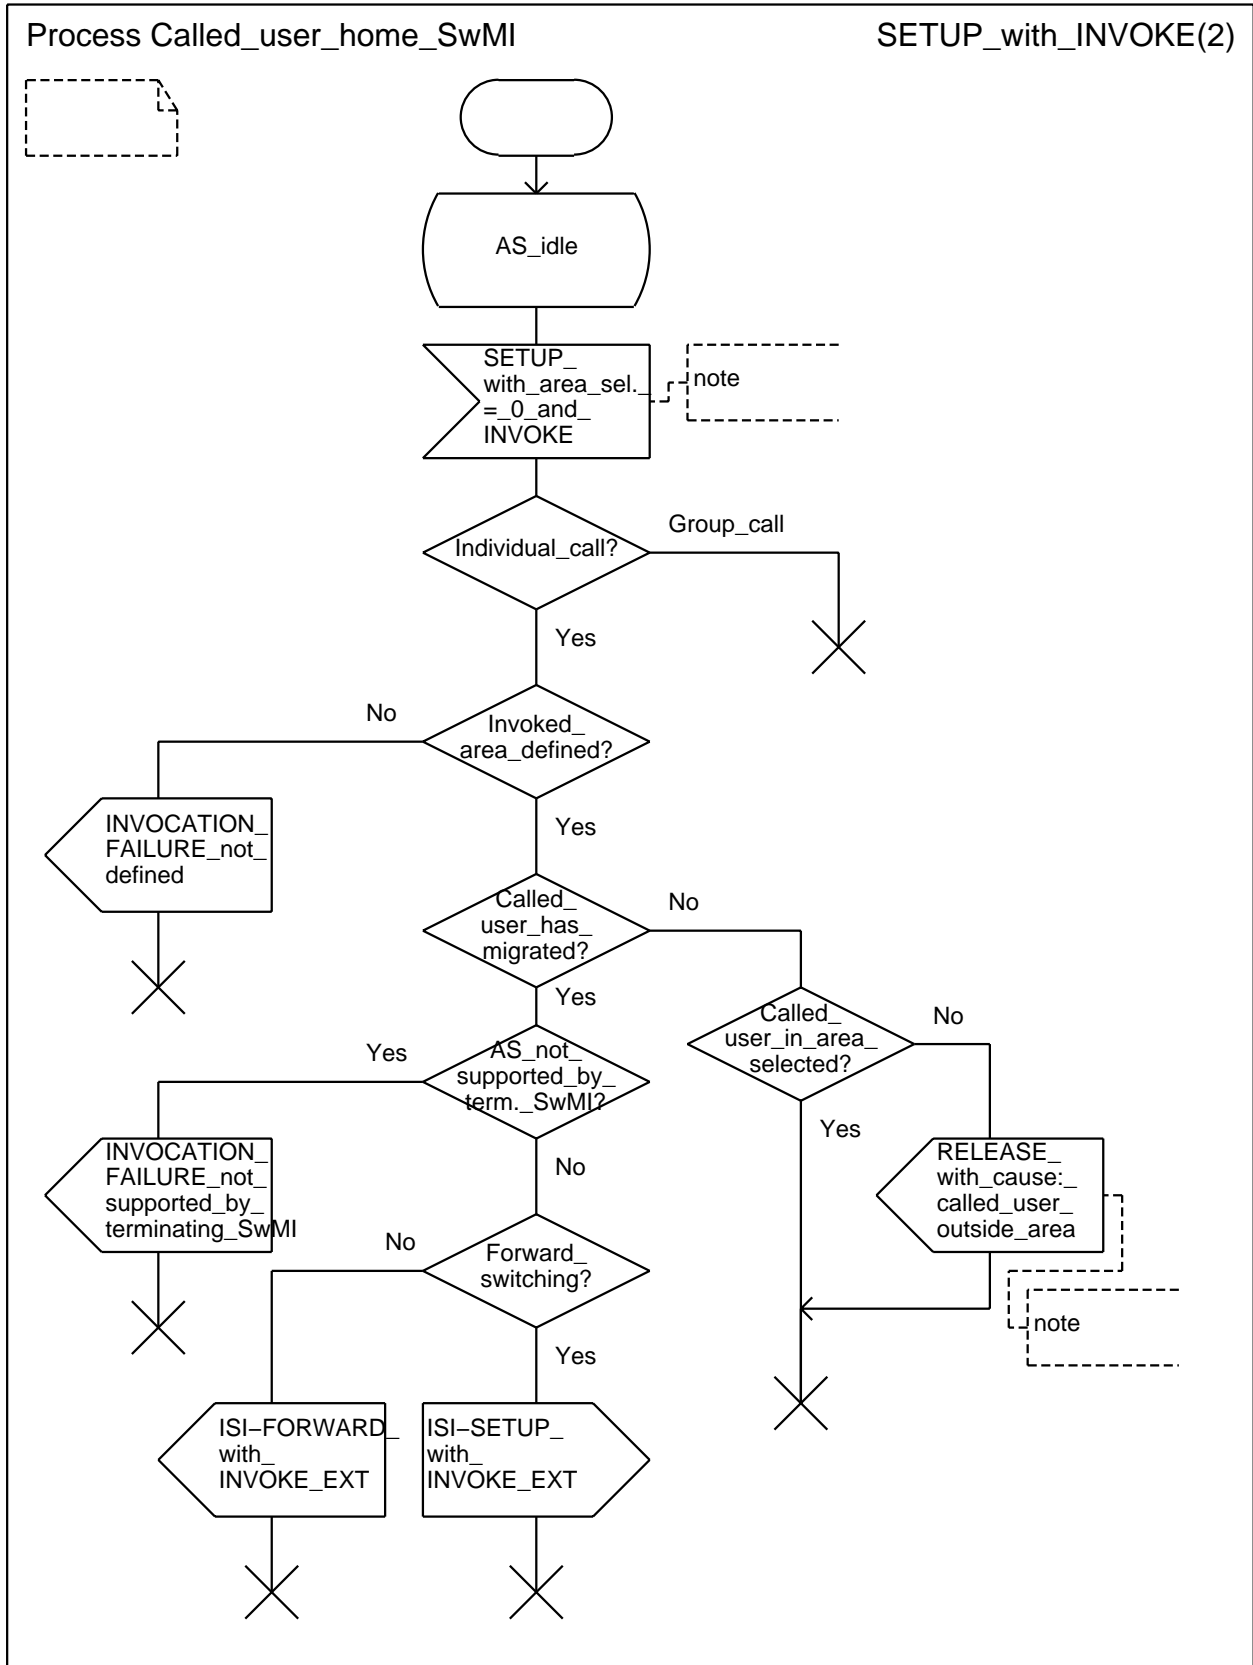 Process Called_user_home_SwMI
SETUP_with_INVOKE(2)
AS_idle
SETUP_
with_area_sel._
=_0_and_
INVOKE
note
Individual_call?
Group_call
Yes
No
Invoked_
area_defined?
INVOCATION_
FAILURE_not_
defined
Yes
Called_
user_has_
migrated?
No
Yes
Called_
user_in_area_
selected?
No
Yes
AS_not_
supported_by_
term._SwMI?
Yes
RELEASE_
with_cause:_
called_user_
outside_area
INVOCATION_
FAILURE_not_
supported_by_
terminating_SwMI
No
No
Forward_
switching?
note
Yes
ISI–FORWARD_
with_
INVOKE_EXT
ISI–SETUP_
with_
INVOKE_EXT